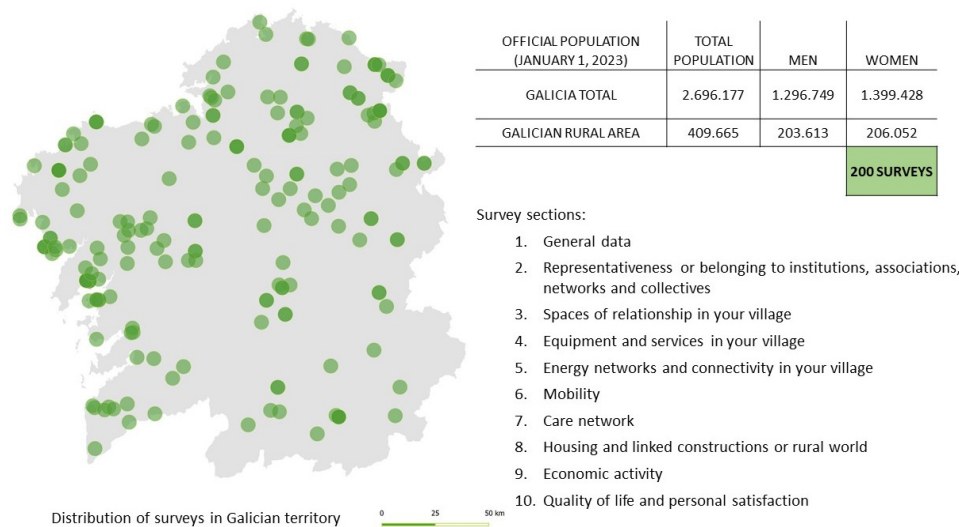 OFFICIAL POPULATION
(JANUARY 1, 2023)
TOTAL
POPULATION
MEN
WOMEN
GALICIA TOTAL
2.696.177
1.296.749
1.399.428
GALICIAN RURAL AREA
409.665
203.613
206.052
200 SURVEYS
Survey sections:
1. General data
2. Representativeness or belonging to institutions, associations,
networks and collectives
3. Spaces of relationship in your village
4. Equipment and services in your village
5. Energy networks and connectivity in your village
6. Mobility
7. Care network
8. Housing and linked constructions or rural world
9. Economic activity
10. Quality of life and personal satisfaction
Distribution of surveys in Galician territory
0 25 50 km